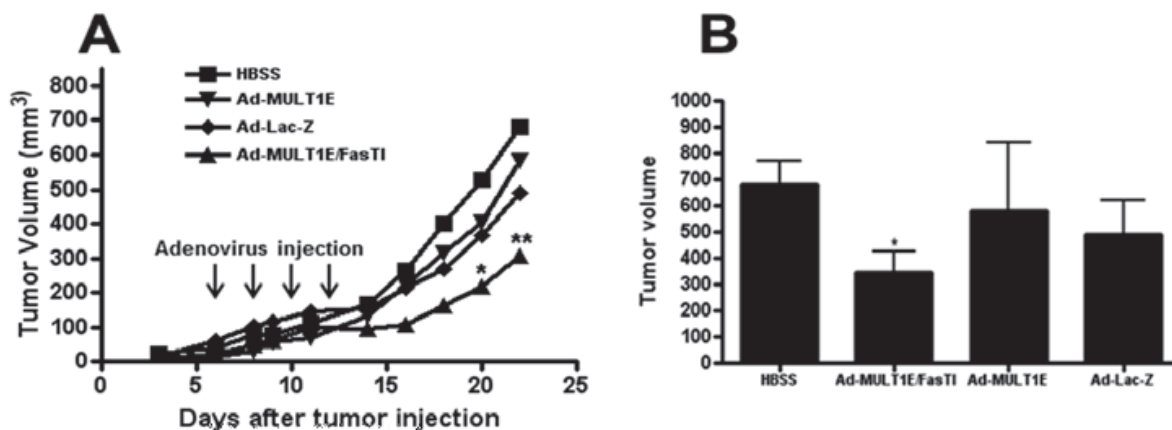 A
HBSS
Ad-MULT1E
Ad-Lac-Z
Ad-MULT1E/FasTI
Tumor Volume (mm³)
800
700
600
500
400
300
200
100
0
Adenovirus injection
*
**
0 5 10 15 20 25
Days after tumor injection
B
Tumor volume
1000
900
800
700
600
500
400
300
200
100
0
*
HBSS Ad-MULT1E/FasTI Ad-MULT1E Ad-Lac-Z